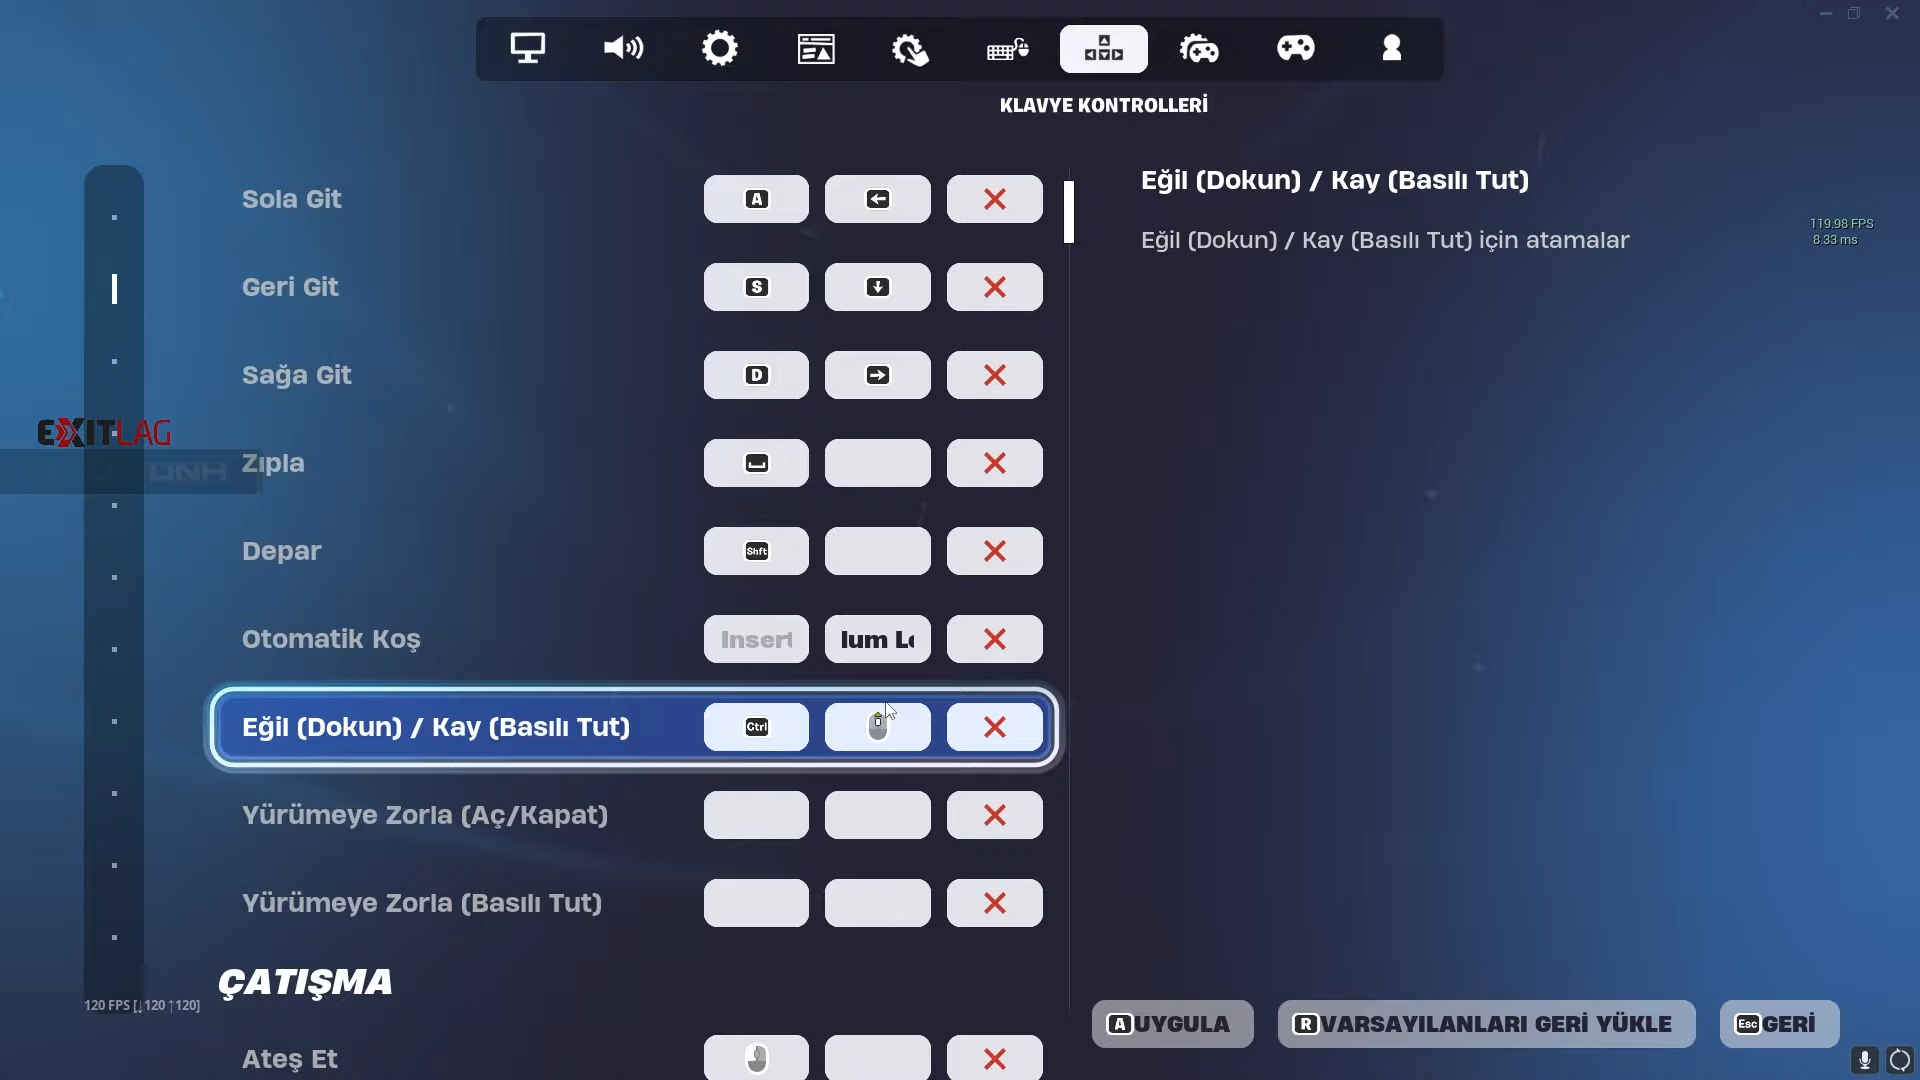 KLAVYE KONTROLLERİ
Sola Git A
Geri Git S
Sağa Git D
Zıpla
Depar Shft
Otomatik Koş Insert
Eğil (Dokun) / Kay (Basılı Tut) Ctrl
Yürümeye Zorla (Aç/Kapat)
Yürümeye Zorla (Basılı Tut)
ÇATIŞMA
Ateş Et
Eğil (Dokun) / Kay (Basılı Tut)
Eğil (Dokun) / Kay (Basılı Tut) için atamalar
119.98 FPS
8.33 ms
EXITLAG
120 FPS [↓120 ↑120]
A UYGULA
R VARSAYILANLARI GERİ YÜKLE
Esc GERİ